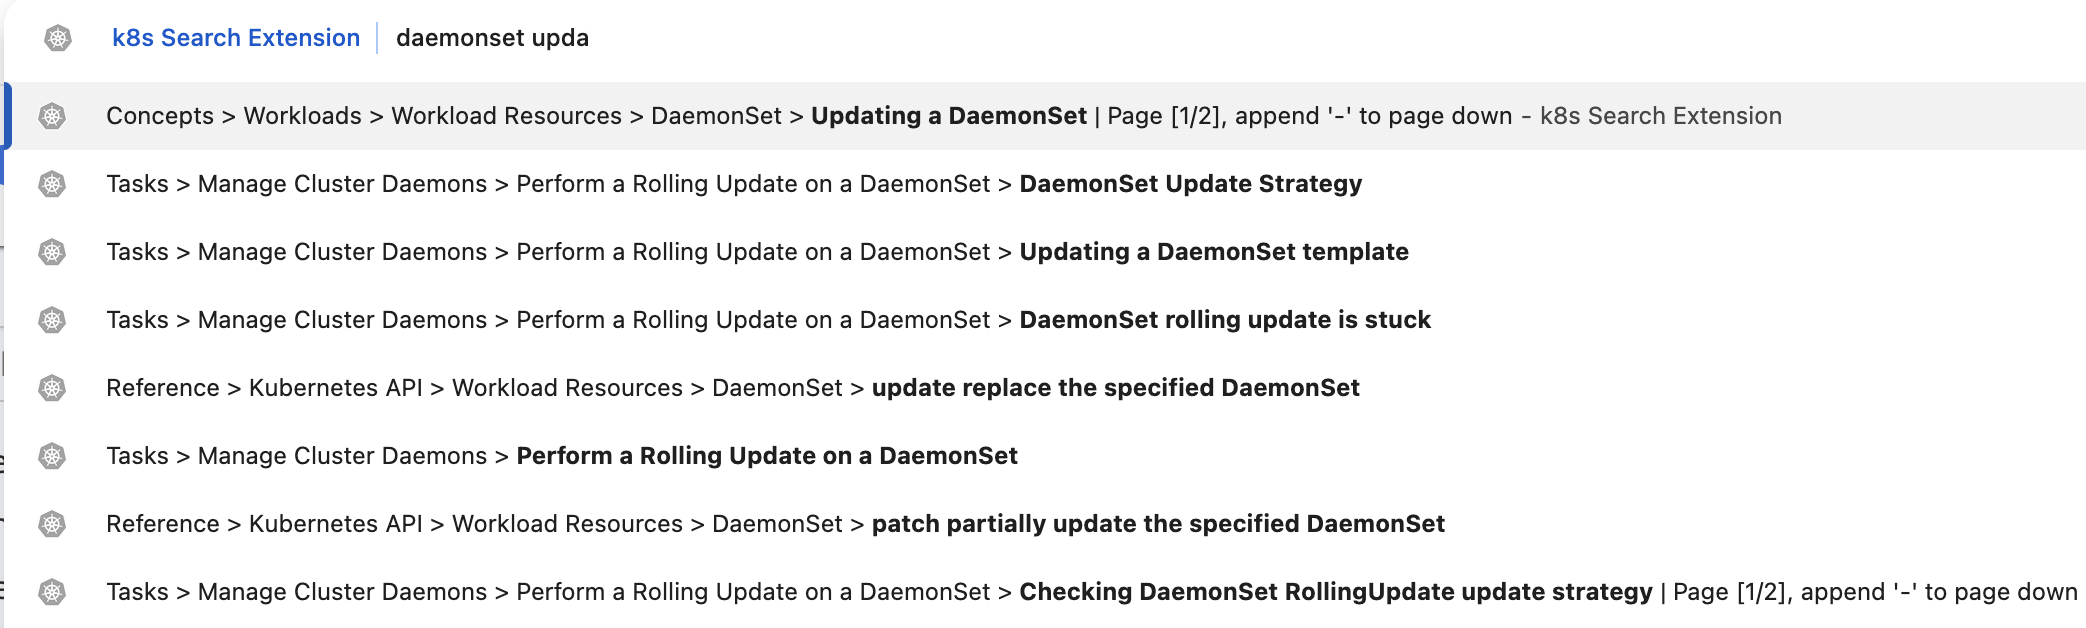 k8s Search Extension daemonset upda
Concepts > Workloads > Workload Resources > DaemonSet > Updating a DaemonSet | Page [1/2], append '-' to page down - k8s Search Extension
Tasks > Manage Cluster Daemons > Perform a Rolling Update on a DaemonSet > DaemonSet Update Strategy
Tasks > Manage Cluster Daemons > Perform a Rolling Update on a DaemonSet > Updating a DaemonSet template
Tasks > Manage Cluster Daemons > Perform a Rolling Update on a DaemonSet > DaemonSet rolling update is stuck
Reference > Kubernetes API > Workload Resources > DaemonSet > update replace the specified DaemonSet
Tasks > Manage Cluster Daemons > Perform a Rolling Update on a DaemonSet
Reference > Kubernetes API > Workload Resources > DaemonSet > patch partially update the specified DaemonSet
Tasks > Manage Cluster Daemons > Perform a Rolling Update on a DaemonSet > Checking DaemonSet RollingUpdate update strategy | Page [1/2], append '-' to page down